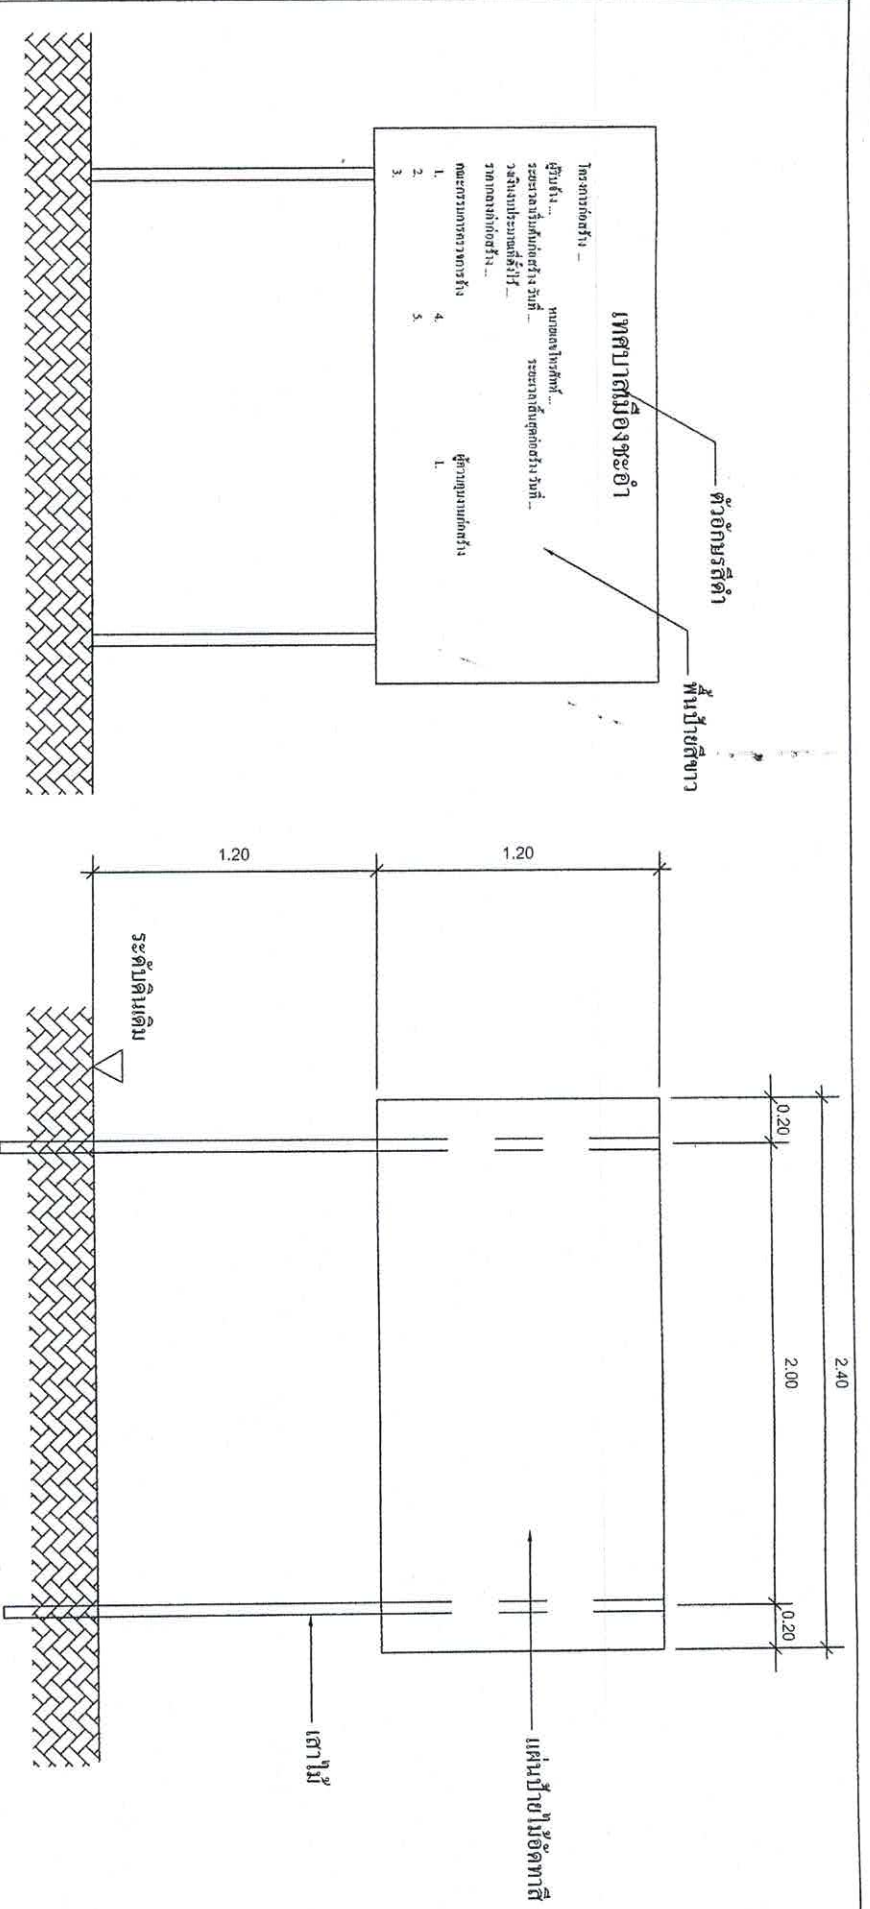 ตัวอักษรสีดำ
พื้นป้ายสีขาว
เทศบาลเมืองชะอำ
โครงการก่อสร้าง ...
ผู้รับจ้าง ... หมายเลขโทรศัพท์ ...
ระยะเวลาเริ่มต้นก่อสร้าง วันที่ ... ระยะเวลาสิ้นสุดก่อสร้าง วันที่ ...
วงเงินงบประมาณที่ตั้งไว้ ...
ราคากลางค่าก่อสร้าง ...
คณะกรรมการตรวจการจ้าง ผู้ควบคุมงานก่อสร้าง
1. 4. 1.
2. 5.
3.
2.40
0.20 2.00 0.20
1.20
1.20
แผ่นป้ายไม้อัดทาสี
เสาไม้
ระดับดินเดิม